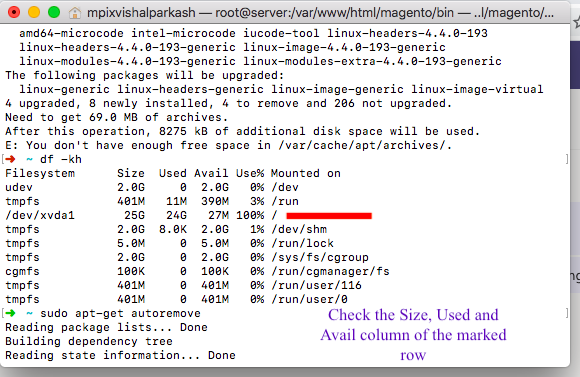 mpixvishalparkash — root@server:/var/www/html/magento/bin — ..l/magento/...
amd64-microcode intel-microcode iucode-tool linux-headers-4.4.0-193
linux-headers-4.4.0-193-generic linux-image-4.4.0-193-generic
linux-modules-4.4.0-193-generic linux-modules-extra-4.4.0-193-generic
The following packages will be upgraded:
linux-generic linux-headers-generic linux-image-generic linux-image-virtual
4 upgraded, 8 newly installed, 4 to remove and 206 not upgraded.
Need to get 69.0 MB of archives.
After this operation, 8275 kB of additional disk space will be used.
E: You don't have enough free space in /var/cache/apt/archives/.
[➜ ~ df -kh ]
Filesystem Size Used Avail Use% Mounted on
udev 2.0G 0 2.0G 0% /dev
tmpfs 401M 11M 390M 3% /run
/dev/xvda1 25G 24G 27M 100% /
tmpfs 2.0G 8.0K 2.0G 1% /dev/shm
tmpfs 5.0M 0 5.0M 0% /run/lock
tmpfs 2.0G 0 2.0G 0% /sys/fs/cgroup
cgmfs 100K 0 100K 0% /run/cgmanager/fs
tmpfs 401M 0 401M 0% /run/user/116
tmpfs 401M 0 401M 0% /run/user/0
[➜ ~ sudo apt-get autoremove ]
Reading package lists... Done
Building dependency tree
Reading state information... Done
Check the Size, Used and
Avail column of the marked
row